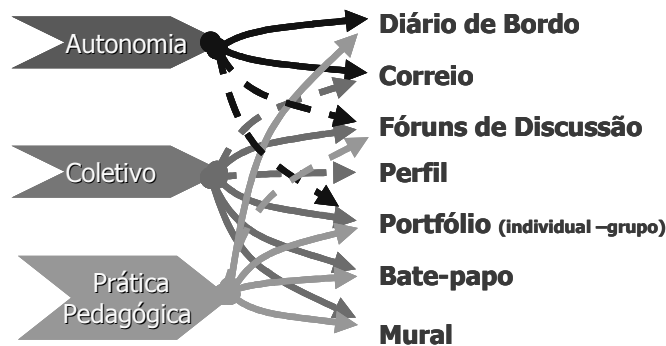 Autonomia
Coletivo
Prática
Pedagógica
Diário de Bordo
Correio
Fóruns de Discussão
Perfil
Portfólio (individual –grupo)
Bate-papo
Mural